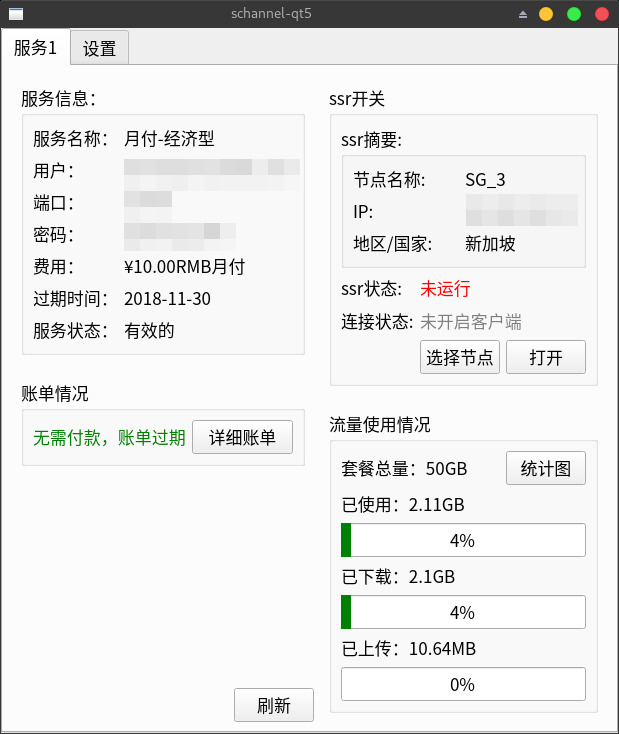 schannel-qt5
服务1
设置
服务信息：
服务名称： 月付-经济型
用户：
端口：
密码：
费用： ¥10.00RMB月付
过期时间： 2018-11-30
服务状态： 有效的
账单情况
无需付款，账单过期
详细账单
刷新
ssr开关
ssr摘要:
节点名称: SG_3
IP:
地区/国家: 新加坡
ssr状态: 未运行
连接状态: 未开启客户端
选择节点
打开
流量使用情况
套餐总量：50GB
统计图
已使用：2.11GB
4%
已下载：2.1GB
4%
已上传：10.64MB
0%